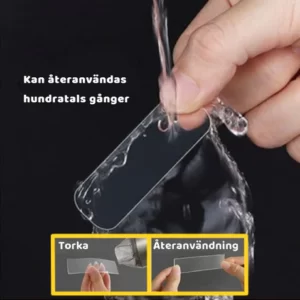 Kan återanvändas
hundratals gånger
Torka
Återanvändning